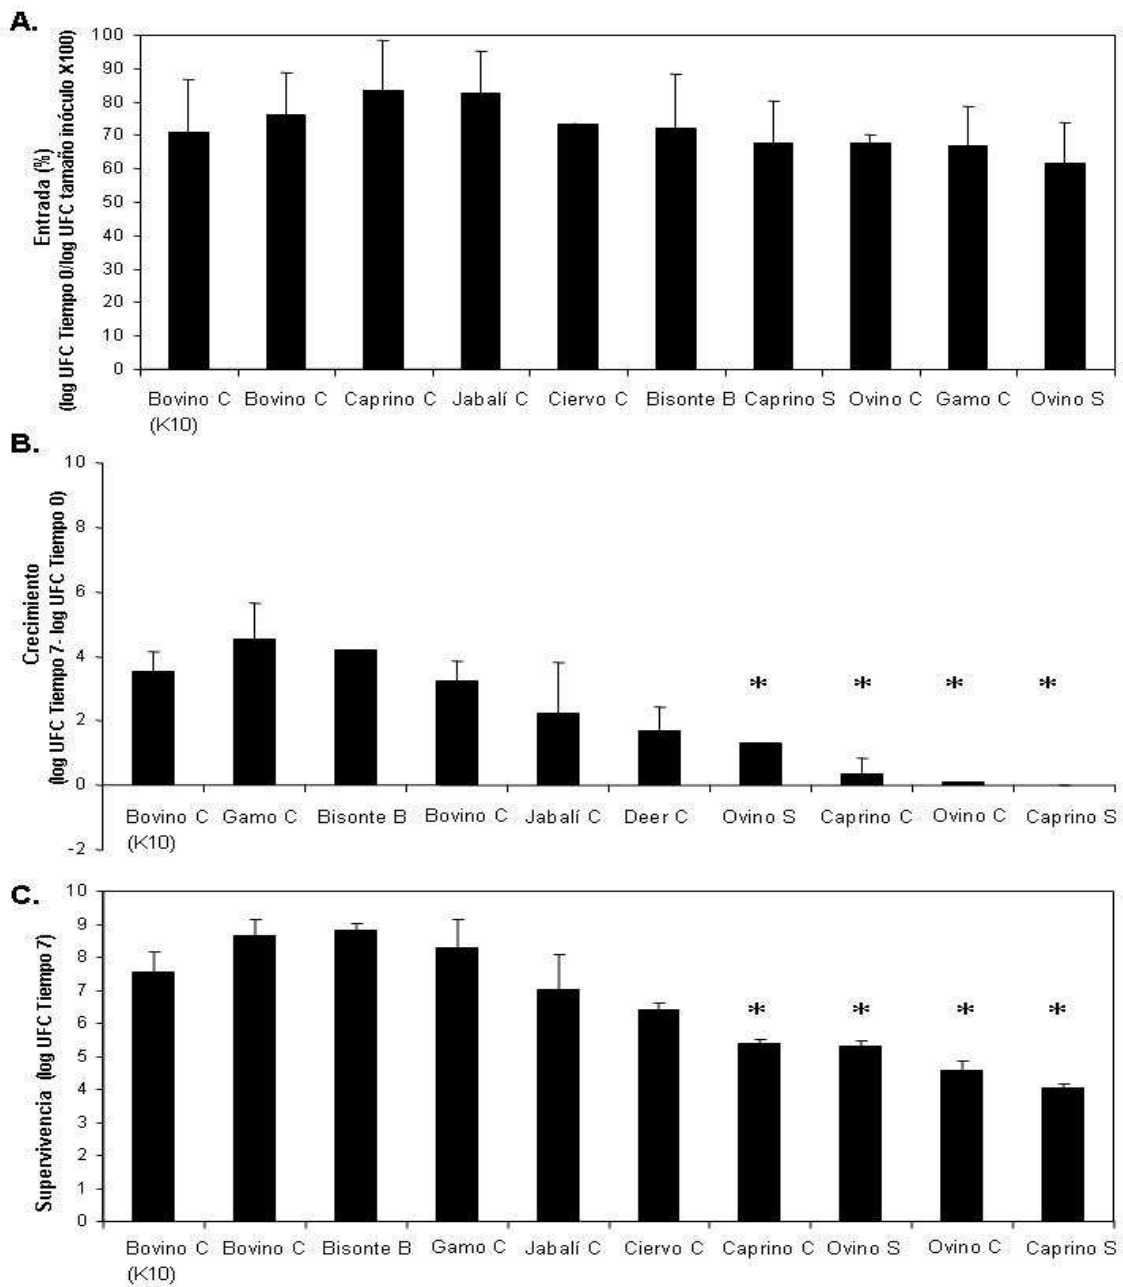 A.
Entrada (%)
(log UFC Tiempo 0/log UFC tamaño inóculo X100)
100
90
80
70
60
50
40
30
20
10
0
Bovino C Bovino C Caprino C Jabalí C Ciervo C Bisonte B Caprino S Ovino C Gamo C Ovino S
(K10)
B.
Crecimiento
(log UFC Tiempo 7- log UFC Tiempo 0)
10
8
6
4
2
0
-2
* * * *
Bovino C Gamo C Bisonte B Bovino C Jabalí C Deer C Ovino S Caprino C Ovino C Caprino S
(K10)
C.
Supervivencia (log UFC Tiempo 7)
10
9
8
7
6
5
4
3
2
1
0
* * * *
Bovino C Bovino C Bisonte B Gamo C Jabalí C Ciervo C Caprino C Ovino S Ovino C Caprino S
(K10)